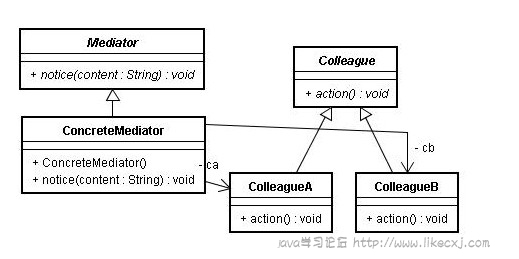 Mediator
+ notice(content : String) : void
Colleague
+ action() : void
ConcreteMediator
+ ConcreteMediator()
+ notice(content : String) : void
- ca
- cb
ColleagueA
+ action() : void
ColleagueB
+ action() : void
java学习论坛 http://www.likecxj.com